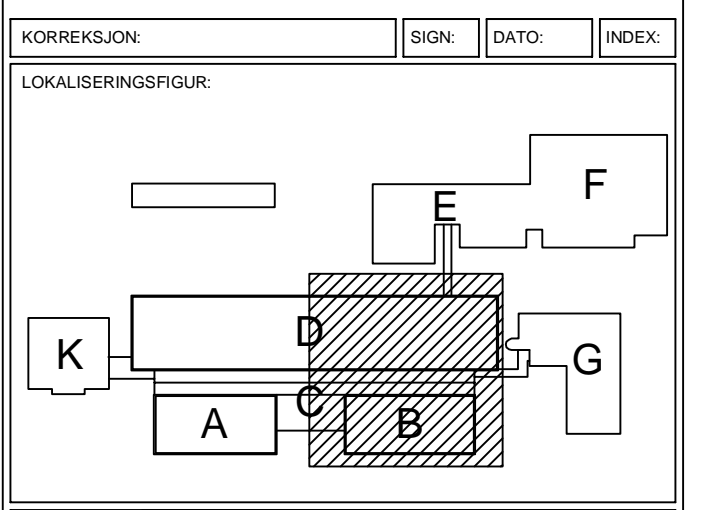 KORREKSJON: SIGN: DATO: INDEX:
LOKALISERINGSFIGUR:
F
E
D
K
G
C
A B